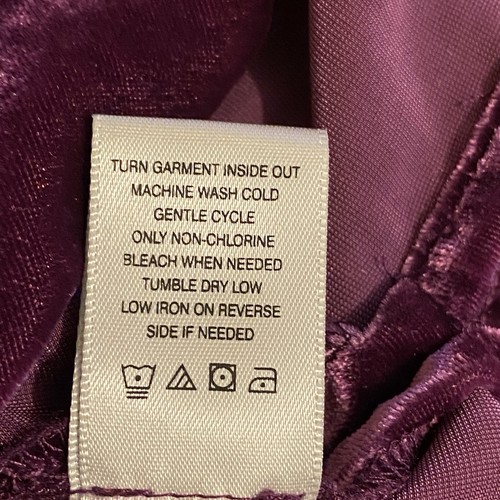 TURN GARMENT INSIDE OUT
MACHINE WASH COLD
GENTLE CYCLE
ONLY NON-CHLORINE
BLEACH WHEN NEEDED
TUMBLE DRY LOW
LOW IRON ON REVERSE
SIDE IF NEEDED